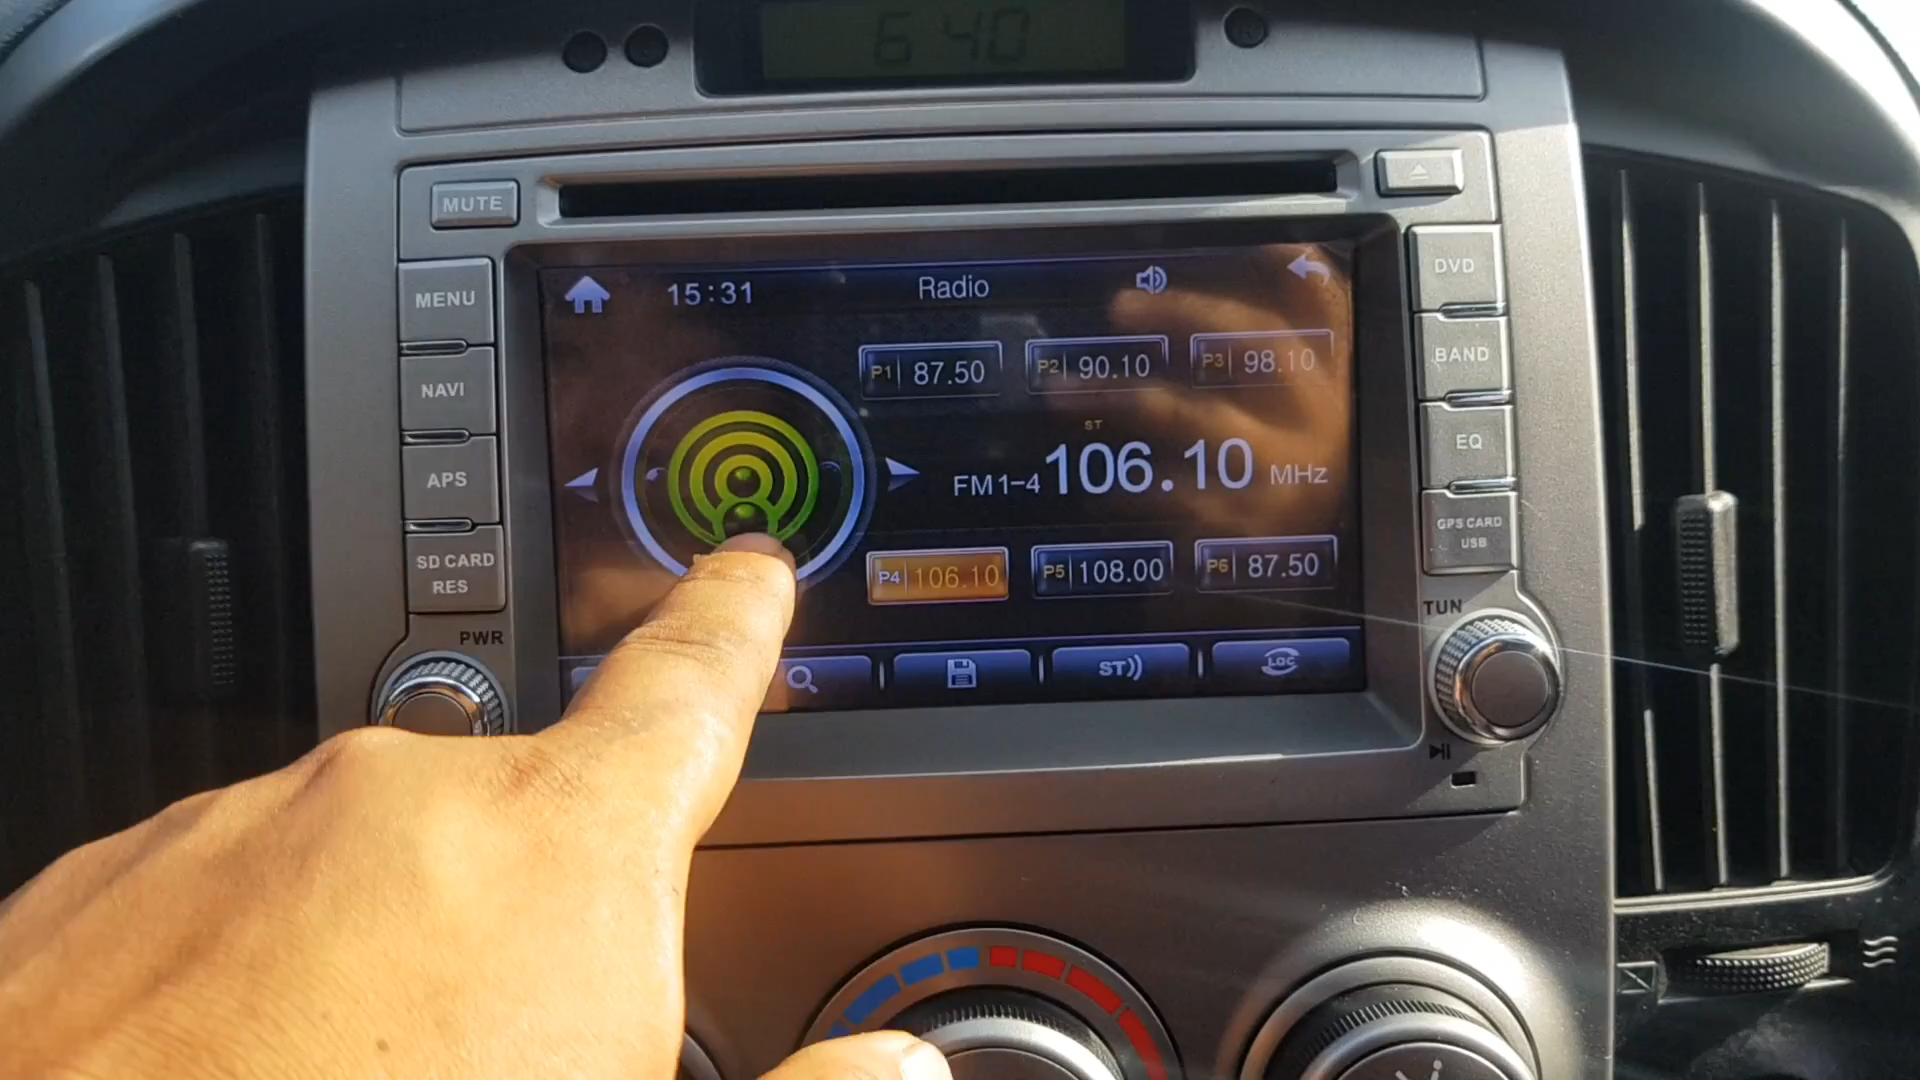 6 40
MUTE
MENU
NAVI
APS
SD CARD
RES
PWR
15:31
Radio
P1 87.50
P2 90.10
P3 98.10
ST
FM1-4 106.10 MHz
P4 106.10
P5 108.00
P6 87.50
ST
LOC
DVD
BAND
EQ
GPS CARD
USB
TUN